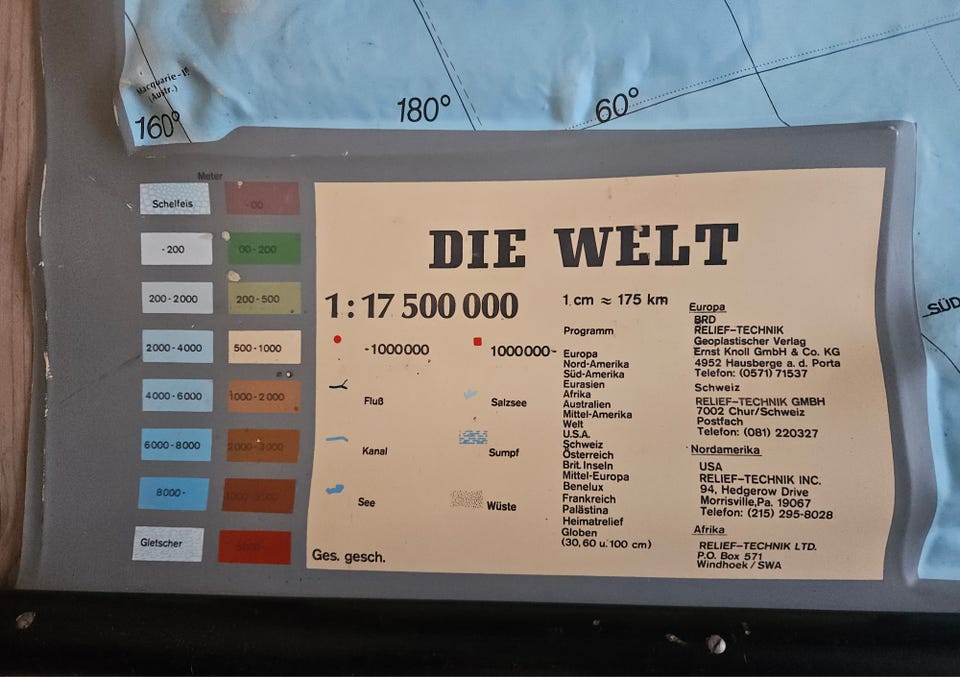 Macquarie-In
(Austr.)
160°
180°
60°
SÜD
Meter
Schelfeis
-00
-200
00-200
200-2000
200-500
2000-4000
500-1000
4000-6000
1000-2000
6000-8000
2000-3000
8000-
Gletscher
DIE WELT
1:17 500 000
1 cm ≈ 175 km
-1000000
1000000-
Fluß
Salzsee
Kanal
Sumpf
See
Wüste
Ges. gesch.
Programm
Europa
Nord-Amerika
Süd-Amerika
Eurasien
Afrika
Australien
Mittel-Amerika
Welt
U.S.A.
Schweiz
Österreich
Brit. Inseln
Mittel-Europa
Benelux
Frankreich
Palästina
Heimatrelief
Globen
(30,60 u. 100 cm)
Europa
BRD
RELIEF-TECHNIK
Geoplastischer Verlag
Ernst Knoll GmbH & Co. KG
4952 Hausberge a. d. Porta
Telefon: (0571) 71537
Schweiz
RELIEF-TECHNIK GMBH
7002 Chur/Schweiz
Postfach
Telefon: (081) 220327
Nordamerika
USA
RELIEF-TECHNIK INC.
94, Hedgerow Drive
Morrisville,Pa. 19067
Telefon: (215) 295-8028
Afrika
RELIEF-TECHNIK LTD.
P.O. Box 571
Windhoek/SWA